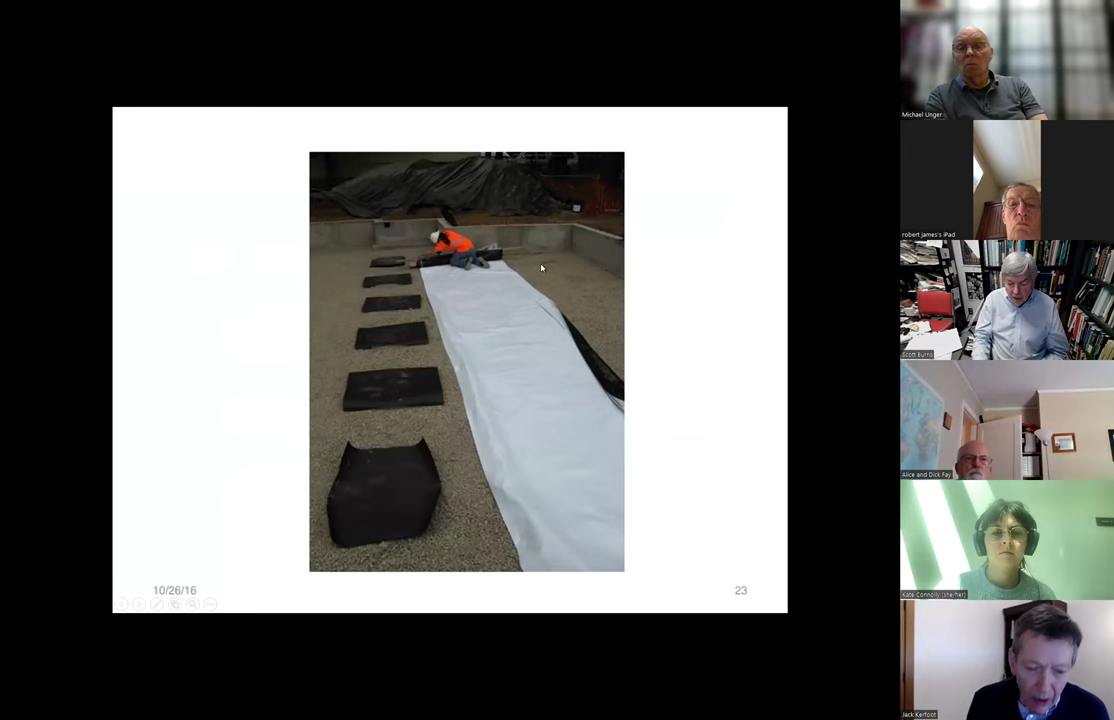 Michael Unger
robert james's iPad
Scott Burns
Alice and Dick Fay
Kate Connolly (she/her)
Jack Kerfoot
10/26/16
23